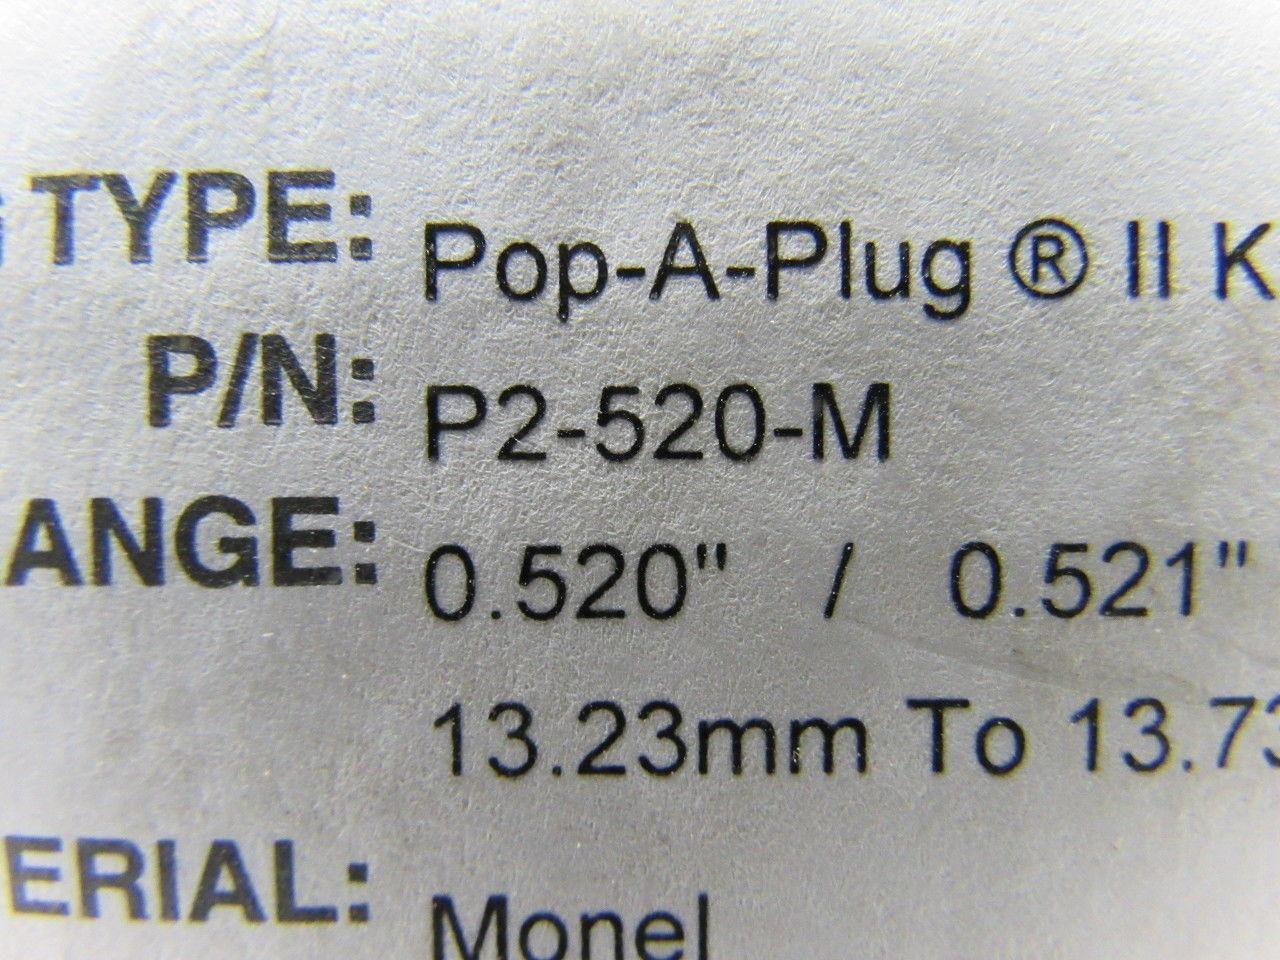 TYPE: Pop-A-Plug ® II K
P/N: P2-520-M
ANGE: 0.520" / 0.521"
13.23mm To 13.73
ERIAL: Monel